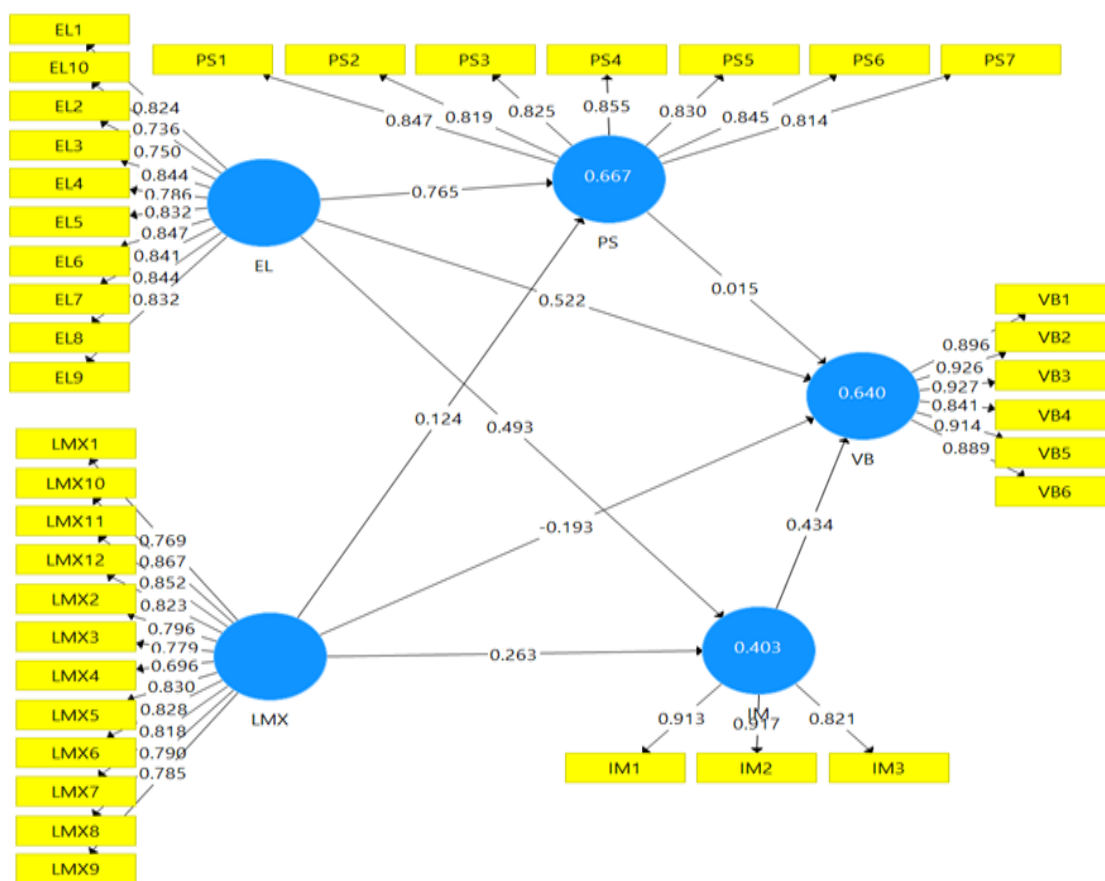 EL1
EL10
EL2
EL3
EL4
EL5
EL6
EL7
EL8
EL9
0.824
0.736
0.750
0.844
0.786
0.832
0.847
0.841
0.844
0.832
EL
PS1
PS2
PS3
PS4
PS5
PS6
PS7
0.847
0.819
0.825
0.855
0.830
0.845
0.814
0.667
PS
0.765
0.522
0.493
0.015
0.124
-0.193
0.263
0.434
VB1
VB2
VB3
VB4
VB5
VB6
0.896
0.926
0.927
0.841
0.914
0.889
0.640
VB
LMX1
LMX10
LMX11
LMX12
LMX2
LMX3
LMX4
LMX5
LMX6
LMX7
LMX8
LMX9
0.769
0.867
0.852
0.823
0.796
0.779
0.696
0.830
0.828
0.818
0.790
0.785
LMX
0.403
IM
0.913
0.917
0.821
IM1
IM2
IM3